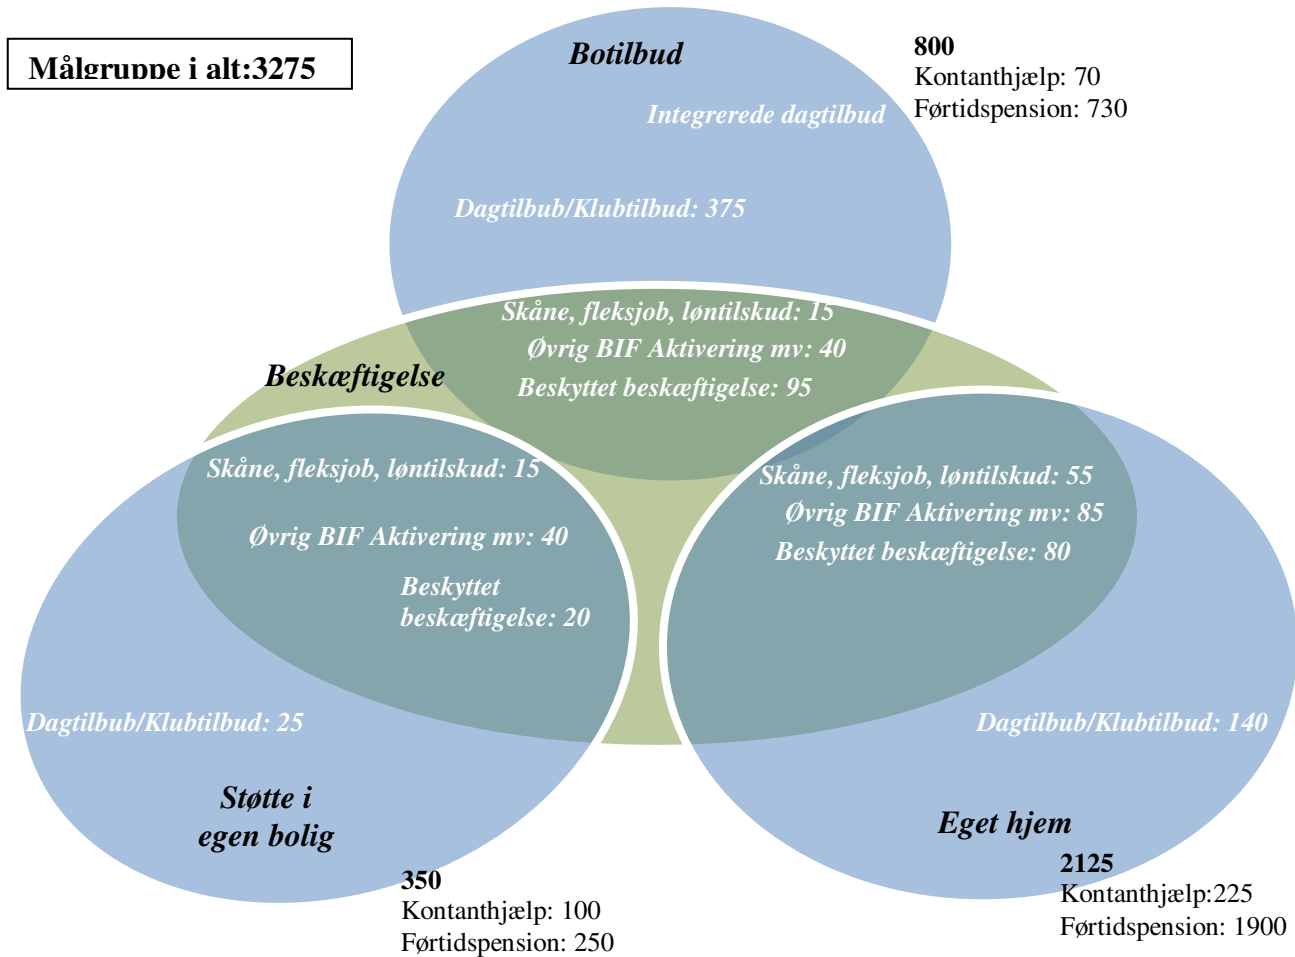 Målgruppe i alt:3275
Botilbud
800
Kontanthjælp: 70
Førtidspension: 730
Integrerede dagtilbud
Dagtilbub/Klubtilbud: 375
Skåne, fleksjob, løntilskud: 15
Øvrig BIF Aktivering mv: 40
Beskyttet beskæftigelse: 95
Beskæftigelse
Skåne, fleksjob, løntilskud: 15
Øvrig BIF Aktivering mv: 40
Beskyttet
beskæftigelse: 20
Skåne, fleksjob, løntilskud: 55
Øvrig BIF Aktivering mv: 85
Beskyttet beskæftigelse: 80
Dagtilbub/Klubtilbud: 25
Støtte i
egen bolig
350
Kontanthjælp: 100
Førtidspension: 250
Dagtilbub/Klubtilbud: 140
Eget hjem
2125
Kontanthjælp:225
Førtidspension: 1900